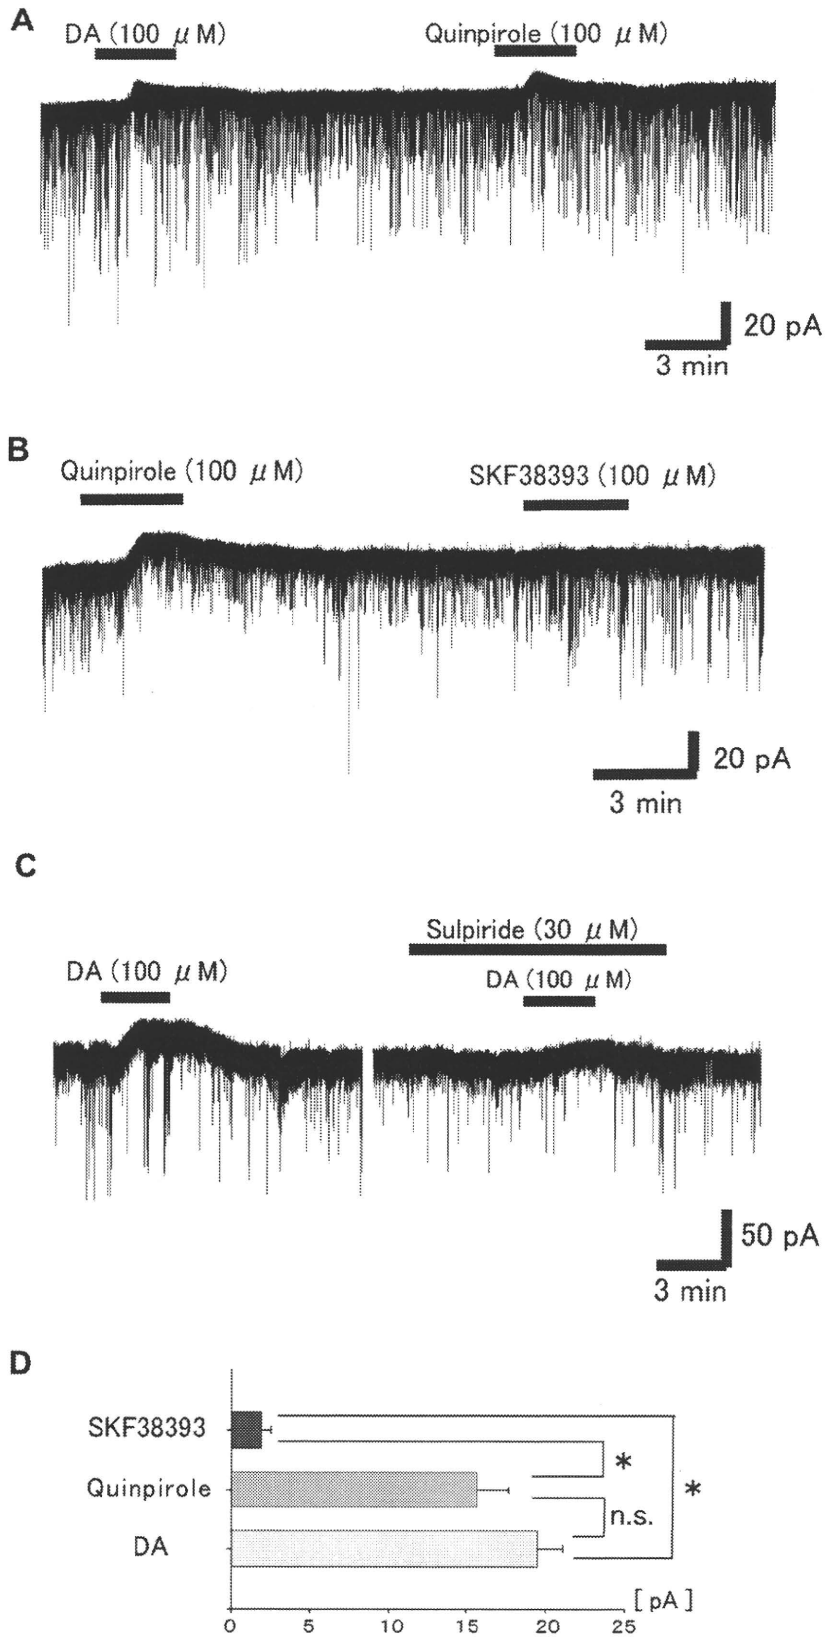 A
DA (100 μM)
Quinpirole (100 μM)
20 pA
3 min
B
Quinpirole (100 μM)
SKF38393 (100 μM)
20 pA
3 min
C
Sulpiride (30 μM)
DA (100 μM)
DA (100 μM)
50 pA
3 min
D
SKF38393
Quinpirole
DA
*
*
n.s.
[ pA ]
0 5 10 15 20 25